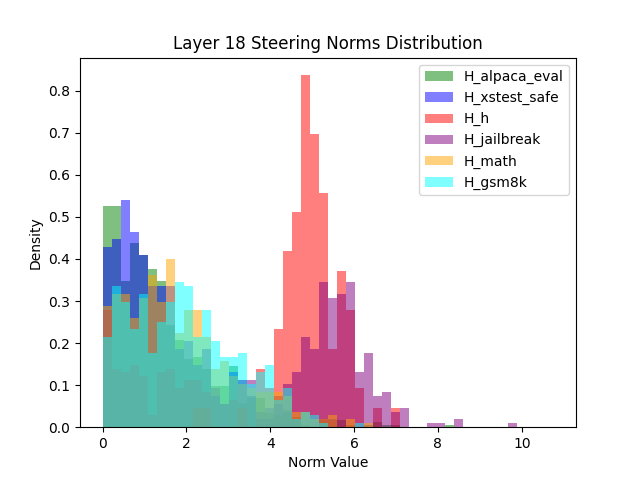 Layer 18 Steering Norms Distribution
H_alpaca_eval
H_xstest_safe
H_h
H_jailbreak
H_math
H_gsm8k
Density
0.8
0.7
0.6
0.5
0.4
0.3
0.2
0.1
0.0
0 2 4 6 8 10
Norm Value